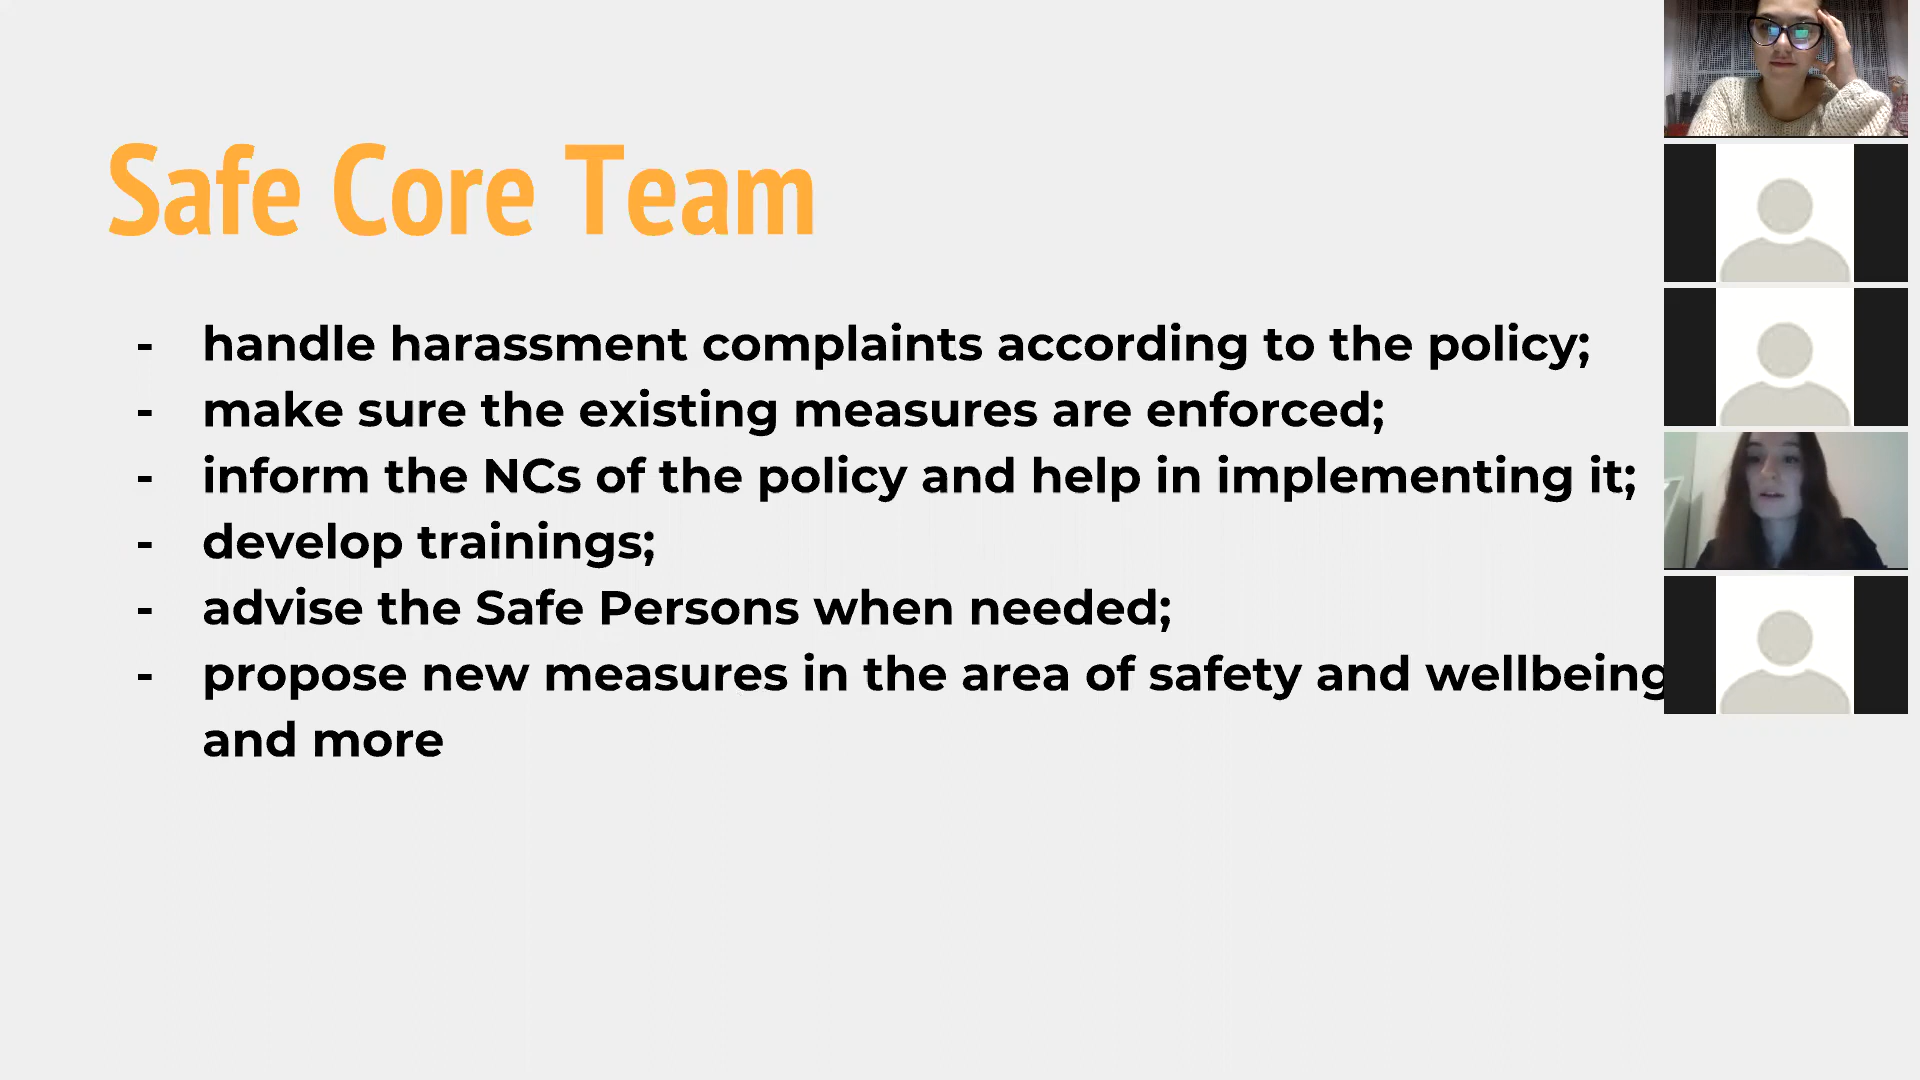 Safe Core Team
- handle harassment complaints according to the policy;
- make sure the existing measures are enforced;
- inform the NCs of the policy and help in implementing it;
- develop trainings;
- advise the Safe Persons when needed;
- propose new measures in the area of safety and wellbeing
and more